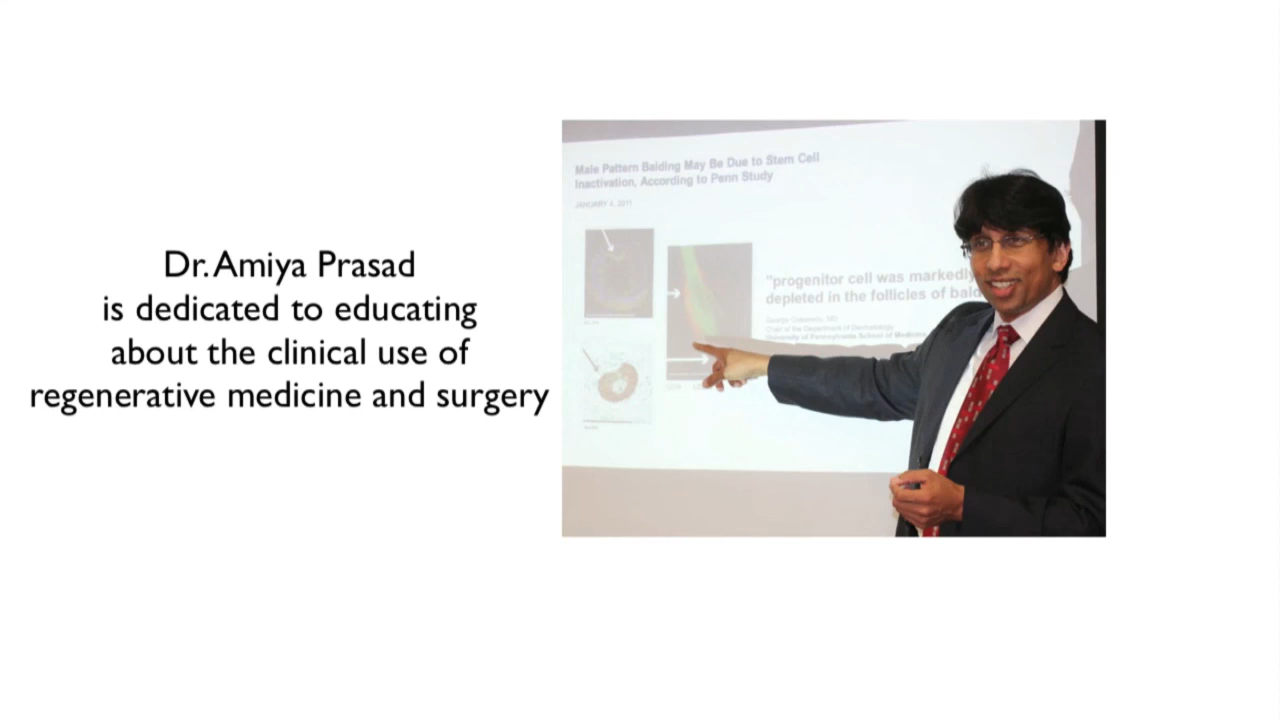 Dr. Amiya Prasad
is dedicated to educating
about the clinical use of
regenerative medicine and surgery
Male Pattern Balding May Be Due to Stem Cell
Inactivation, According to Penn Study
JANUARY 4, 2011
"progenitor cell was markedly
depleted in the follicles of bald
George Cotsarelis, MD
Chair of the Department of Dermatology
University of Pennsylvania School of Medicine